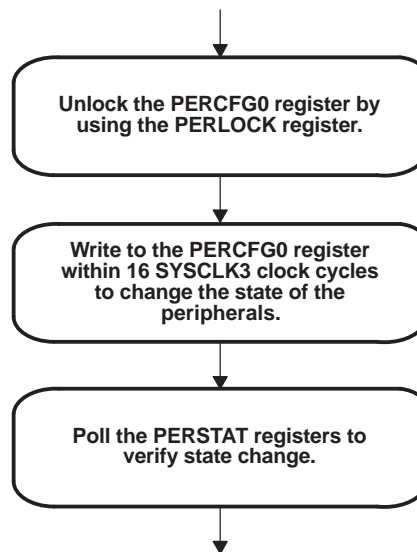 Unlock the PERCFG0 register by
using the PERLOCK register.
Write to the PERCFG0 register
within 16 SYSCLK3 clock cycles
to change the state of the
peripherals.
Poll the PERSTAT registers to
verify state change.